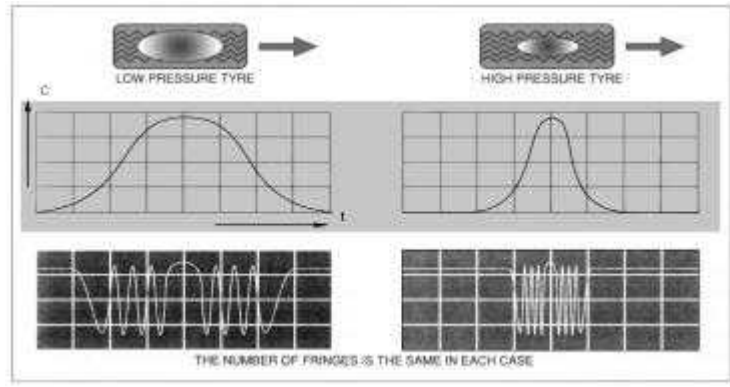 LOW PRESSURE TYRE
HIGH PRESSURE TYRE
C
t
THE NUMBER OF FRINGES IS THE SAME IN EACH CASE